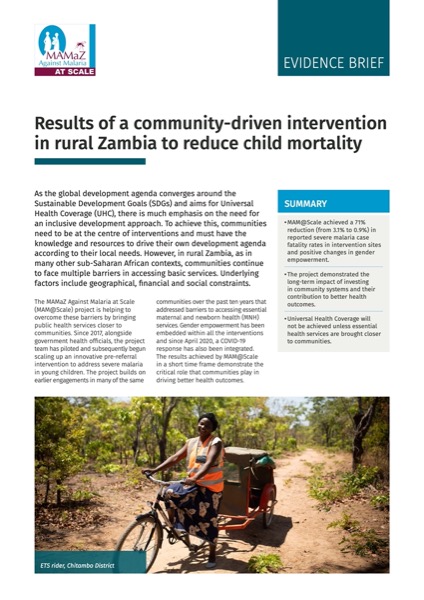 MAMaZ
Against Malaria
AT SCALE
EVIDENCE BRIEF
Results of a community-driven intervention
in rural Zambia to reduce child mortality
As the global development agenda converges around the
Sustainable Development Goals (SDGs) and aims for Universal
Health Coverage (UHC), there is much emphasis on the need for
an inclusive development approach. To achieve this, communities
need to be at the centre of interventions and must have the
knowledge and resources to drive their own development agenda
according to their local needs. However, in rural Zambia, as in
many other sub-Saharan African contexts, communities continue
to face multiple barriers in accessing basic services. Underlying
factors include geographical, financial and social constraints.
The MAMaZ Against Malaria at Scale
(MAM@Scale) project is helping to
overcome these barriers by bringing
public health services closer to
communities. Since 2017, alongside
government health officials, the project
team has piloted and subsequently begun
scaling up an innovative pre-referral
intervention to address severe malaria
in young children. The project builds on
earlier engagements in many of the same
communities over the past ten years that
addressed barriers to accessing essential
maternal and newborn health (MNH)
services. Gender empowerment has been
embedded within all the interventions
and since April 2020, a COVID-19
response has also been integrated.
The results achieved by MAM@Scale
in a short time frame demonstrate the
critical role that communities play in
driving better health outcomes.
SUMMARY
•MAM@Scale achieved a 71%
reduction (from 3.1% to 0.9%) in
reported severe malaria case
fatality rates in intervention sites
and positive changes in gender
empowerment.
•The project demonstrated the
long-term impact of investing
in community systems and their
contribution to better health
outcomes.
•Universal Health Coverage will
not be achieved unless essential
health services are brought closer
to communities.
ETS rider, Chitambo District